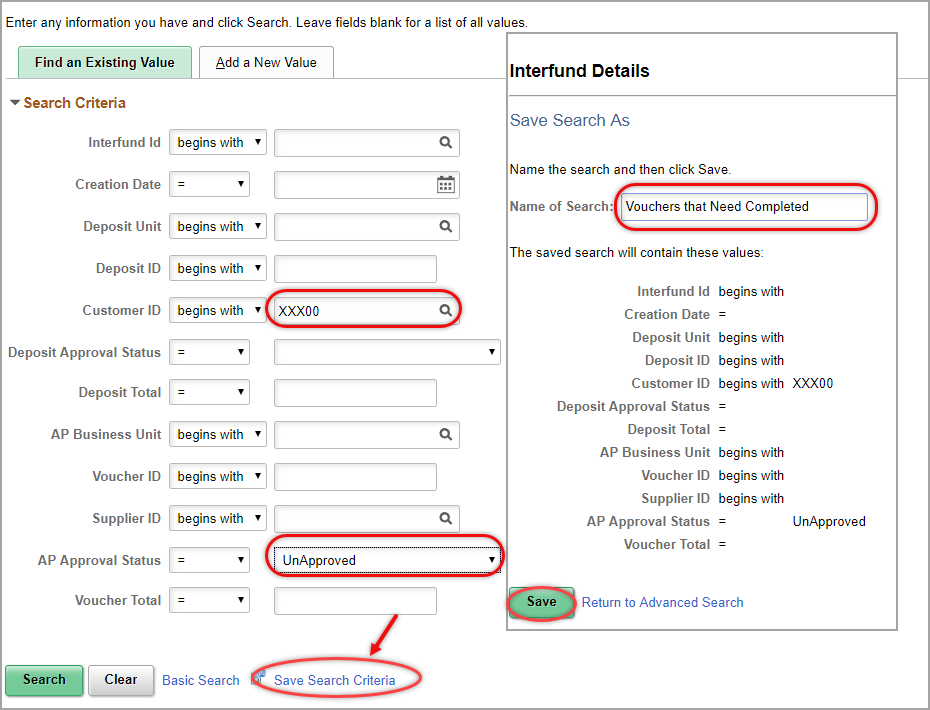 Enter any information you have and click Search. Leave fields blank for a list of all values.
Find an Existing Value
Add a New Value
Search Criteria
Interfund Id begins with
Creation Date =
Deposit Unit begins with
Deposit ID begins with
Customer ID begins with XXX00
Deposit Approval Status =
Deposit Total =
AP Business Unit begins with
Voucher ID begins with
Supplier ID begins with
AP Approval Status = UnApproved
Voucher Total =
Search Clear Basic Search Save Search Criteria
Interfund Details
Save Search As
Name the search and then click Save.
Name of Search: Vouchers that Need Completed
The saved search will contain these values:
Interfund Id begins with
Creation Date =
Deposit Unit begins with
Deposit ID begins with
Customer ID begins with XXX00
Deposit Approval Status =
Deposit Total =
AP Business Unit begins with
Voucher ID begins with
Supplier ID begins with
AP Approval Status = UnApproved
Voucher Total =
Save Return to Advanced Search